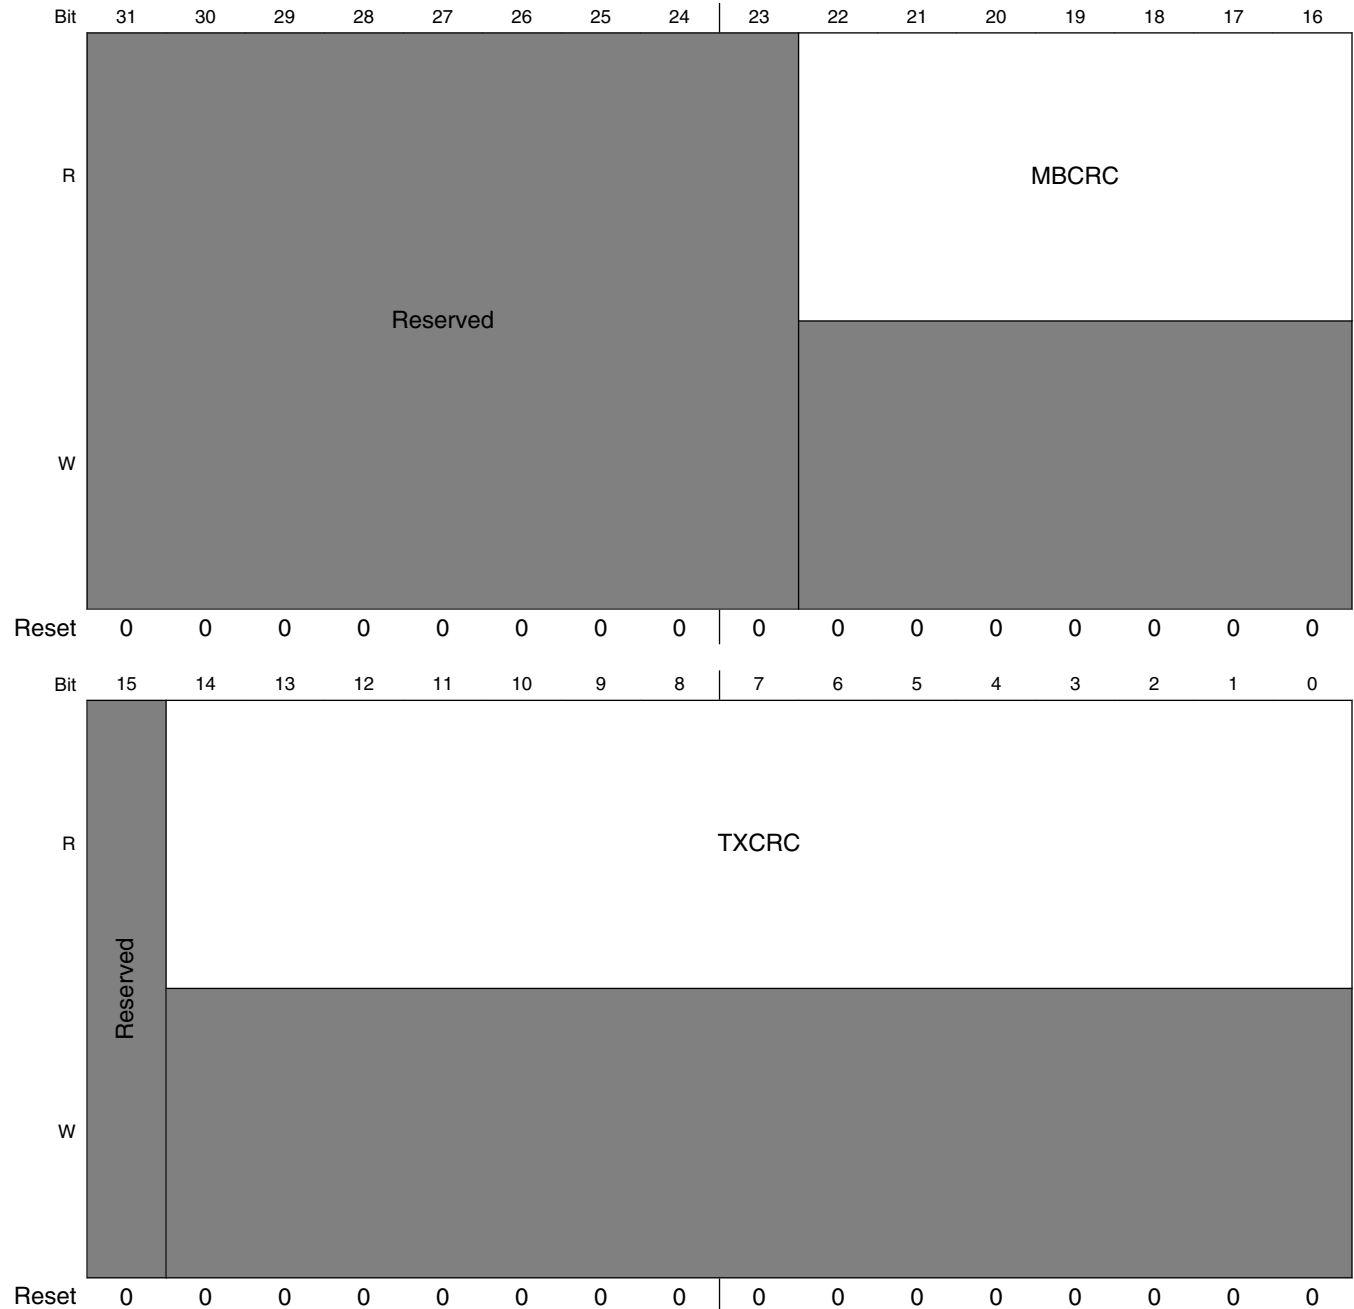 Bit 31 30 29 28 27 26 25 24 23 22 21 20 19 18 17 16
R MBCRC
Reserved
W
Reset 0 0 0 0 0 0 0 0 0 0 0 0 0 0 0 0
Bit 15 14 13 12 11 10 9 8 7 6 5 4 3 2 1 0
R TXCRC
Reserved
W
Reset 0 0 0 0 0 0 0 0 0 0 0 0 0 0 0 0